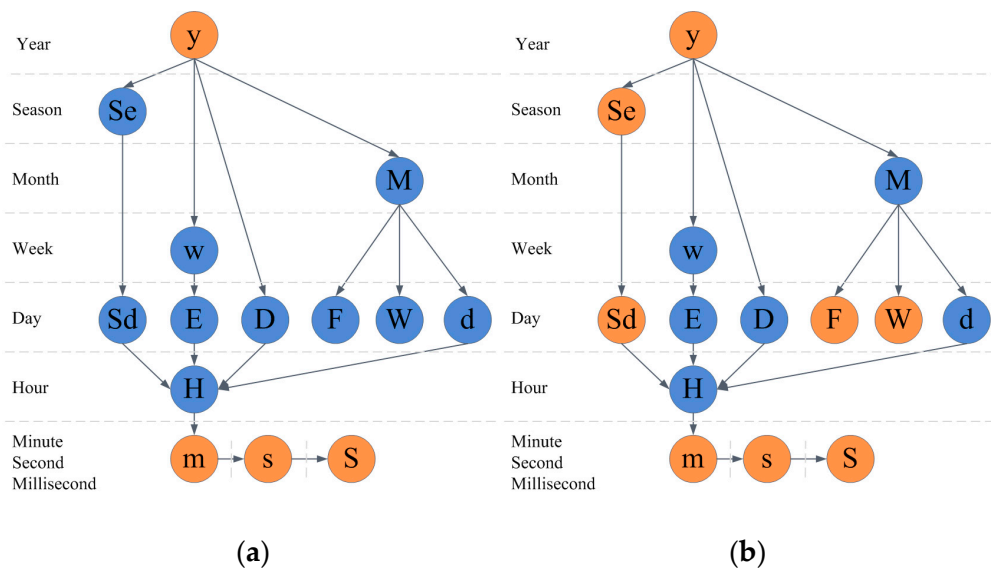 Year y
Season Se
Month M
Week w
Day Sd E D F W d
Hour H
Minute
Second m s S
Millisecond
(a)
Year y
Season Se
Month M
Week w
Day Sd E D F W d
Hour H
Minute
Second m s S
Millisecond
(b)